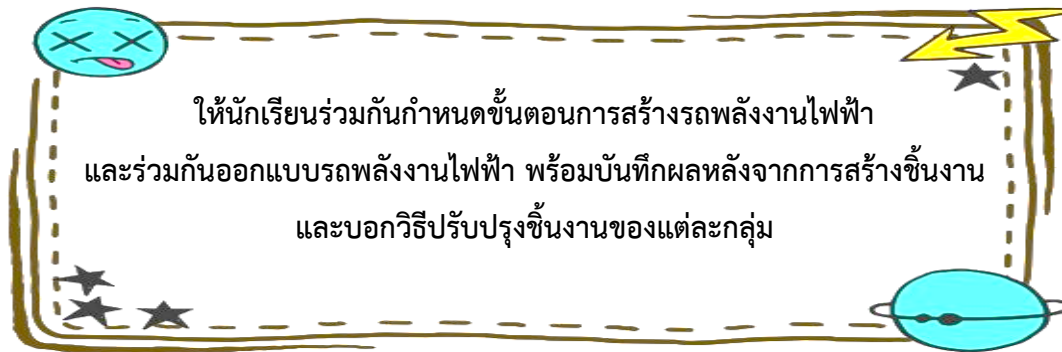 ให้นักเรียนร่วมกันกำหนดขั้นตอนการสร้างรถพลังงานไฟฟ้า
และร่วมกันออกแบบรถพลังงานไฟฟ้า พร้อมบันทึกผลหลังจากการสร้างชิ้นงาน
และบอกวิธีปรับปรุงชิ้นงานของแต่ละกลุ่ม